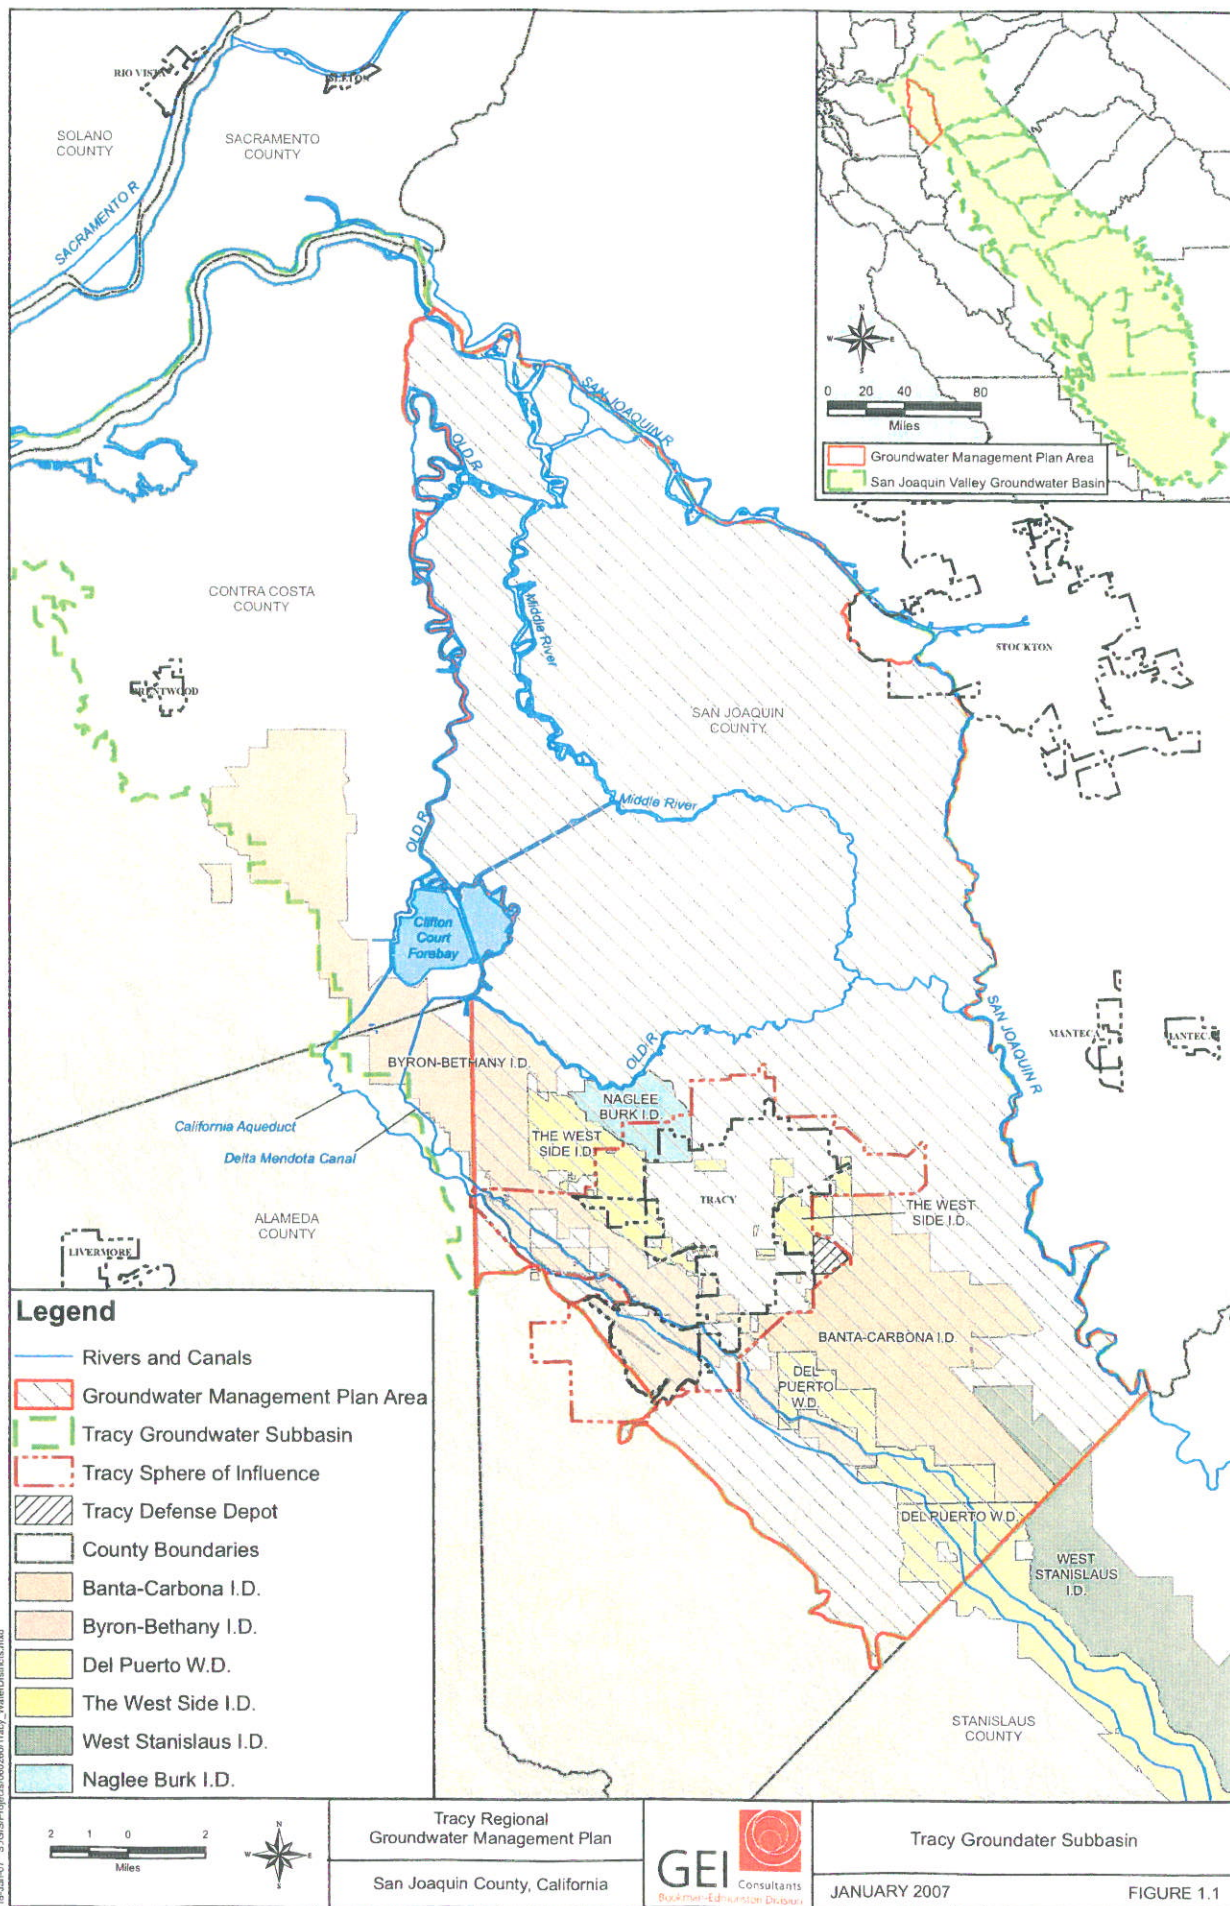 RIO VISTA
SOLANO
COUNTY
SACRAMENTO
COUNTY
SACRAMENTO R
SAN JOAQUIN R
OLD R
Middle River
CONTRA COSTA
COUNTY
BRENTWOOD
STOCKTON
SAN JOAQUIN
COUNTY
Middle River
OLD R
Clifton
Court
Forebay
SAN JOAQUIN R
MANTECA
MANTECA
OLD R
BYRON-BETHANY I.D.
NAGLEE
BURK I.D.
California Aqueduct
THE WEST
SIDE I.D.
Delta Mendota Canal
TRACY
THE WEST
SIDE I.D.
ALAMEDA
COUNTY
LIVERMORE
BANTA-CARBONA I.D.
DEL
PUERTO
W.D.
DEL PUERTO W.D.
WEST
STANISLAUS
I.D.
STANISLAUS
COUNTY
N
W E
S
0 20 40 80
Miles
Groundwater Management Plan Area
San Joaquin Valley Groundwater Basin
Legend
Rivers and Canals
Groundwater Management Plan Area
Tracy Groundwater Subbasin
Tracy Sphere of Influence
Tracy Defense Depot
County Boundaries
Banta-Carbona I.D.
Byron-Bethany I.D.
Del Puerto W.D.
The West Side I.D.
West Stanislaus I.D.
Naglee Burk I.D.
2 1 0 2
Miles
N
W E
S
Tracy Regional
Groundwater Management Plan
San Joaquin County, California
GEI Consultants
Bookman-Edmonston Division
Tracy Groundater Subbasin
JANUARY 2007
FIGURE 1.1